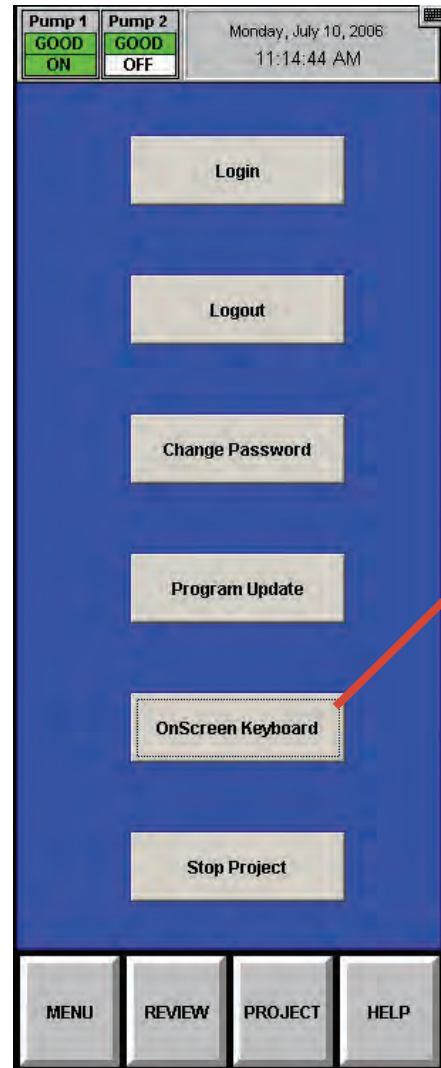 Pump 1 Pump 2 Monday, July 10, 2006
GOOD GOOD 11:14:44 AM
ON OFF
Login
Logout
Change Password
Program Update
OnScreen Keyboard
Stop Project
MENU REVIEW PROJECT HELP